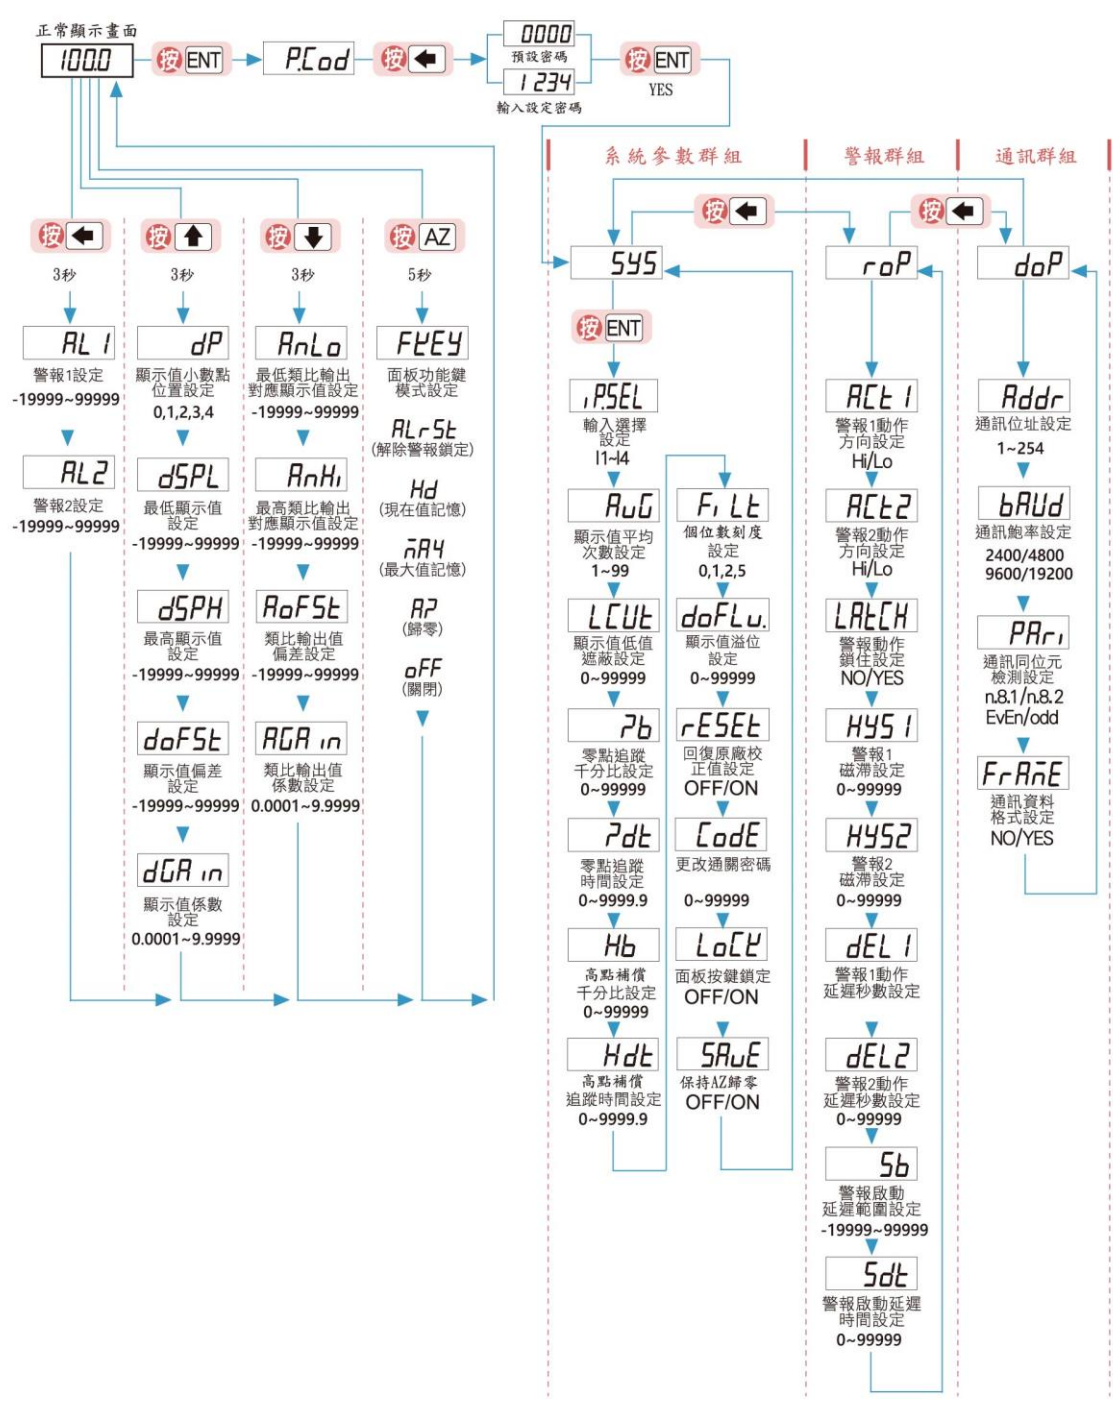 正常顯示畫面
100.0
按 ENT
P.Cod
按
0000
預設密碼
1234
輸入設定密碼
按 ENT
YES
按
3秒
AL1
警報1設定
-19999~99999
AL2
警報2設定
-19999~99999
按
3秒
dP
顯示值小數點
位置設定
0,1,2,3,4
dSPL
最低顯示值
設定
-19999~99999
dSPH
最高顯示值
設定
-19999~99999
doFSt
顯示值偏差
設定
-19999~99999
dGAin
顯示值係數
設定
0.0001~9.9999
按
3秒
AnLo
最低類比輸出
對應顯示值設定
-19999~99999
AnHi
最高類比輸出
對應顯示值設定
-19999~99999
AoFSt
類比輸出值
偏差設定
-19999~99999
AGAin
類比輸出值
係數設定
0.0001~9.9999
按 AZ
5秒
FKEY
面板功能鍵
模式設定
ALrSt
(解除警報鎖定)
Hd
(現在值記憶)
mAX
(最大值記憶)
AZ
(歸零)
oFF
(關閉)
系統參數群組
按
SYS
按 ENT
iP.SEL
輸入選擇
設定
I1~I4
AvG
顯示值平均
次數設定
1~99
LCUt
顯示值低值
遮蔽設定
0~99999
Zb
零點追蹤
千分比設定
0~99999
Zdt
零點追蹤
時間設定
0~9999.9
Hb
高點補償
千分比設定
0~99999
Hdt
高點補償
追蹤時間設定
0~9999.9
FiLt
個位數刻度
設定
0,1,2,5
doFLv.
顯示值溢位
設定
0~99999
rESEt
回復原廠校
正值設定
OFF/ON
CodE
更改通關密碼
0~99999
LoCK
面板按鍵鎖定
OFF/ON
SAvE
保持AZ歸零
OFF/ON
警報群組
按
roP
ACt1
警報1動作
方向設定
Hi/Lo
ACt2
警報2動作
方向設定
Hi/Lo
LAtCH
警報動作
鎖住設定
NO/YES
HYS1
警報1
磁滯設定
0~99999
HYS2
警報2
磁滯設定
0~99999
dEL1
警報1動作
延遲秒數設定
dEL2
警報2動作
延遲秒數設定
0~99999
Sb
警報啟動
延遲範圍設定
-19999~99999
Sdt
警報啟動延遲
時間設定
0~99999
通訊群組
doP
Addr
通訊位址設定
1~254
bAUd
通訊鮑率設定
2400/4800
9600/19200
PAri
通訊同位元
檢測設定
n.8.1/n.8.2
EvEn/odd
FrAmE
通訊資料
格式設定
NO/YES